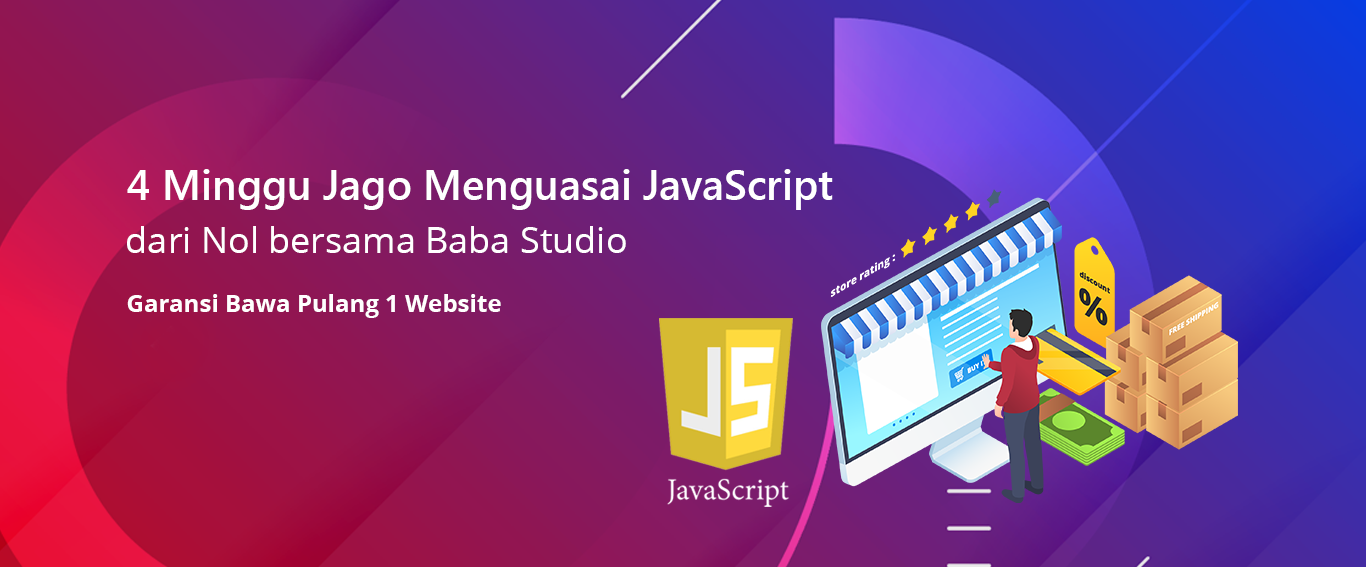 4 Minggu Jago Menguasai JavaScript
dari Nol bersama Baba Studio
Garansi Bawa Pulang 1 Website
JS
JavaScript
store rating :
BUY
discount
%
FREE SHIPPING